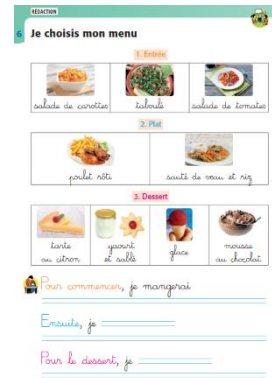 RÉDACTION
6 Je choisis mon menu
1. Entrée
salade de carottes taboulé salade de tomates
2. Plat
poulet rôti sauté de veau et riz
3. Dessert
tarte au citron yaourt et sablé glace mousse au chocolat
Pour commencer, je mangerai
Ensuite, je
Pour le dessert, je